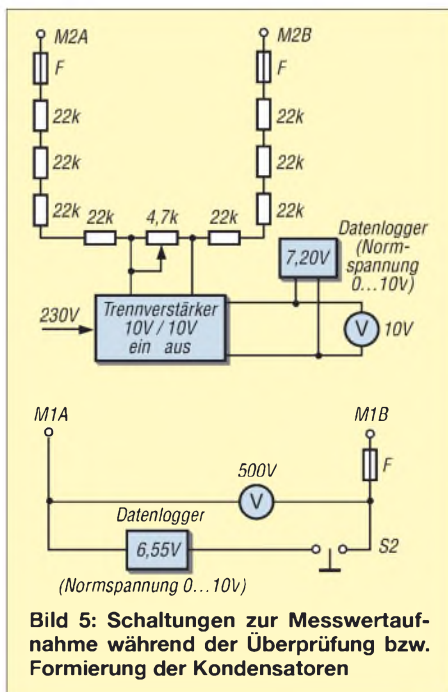 M2A
M2B
F
F
22k
22k
22k
22k
22k
22k
22k
4,7k
22k
Datenlogger
(Norm-
spannung
0...10V)
7,20V
230V
Trennverstärker
10V / 10V
ein aus
V
10V
M1A
M1B
500V
F
V
Datenlogger
6,55V
S2
(Normspannung 0...10V)
Bild 5: Schaltungen zur Messwertauf-
nahme während der Überprüfung bzw.
Formierung der Kondensatoren